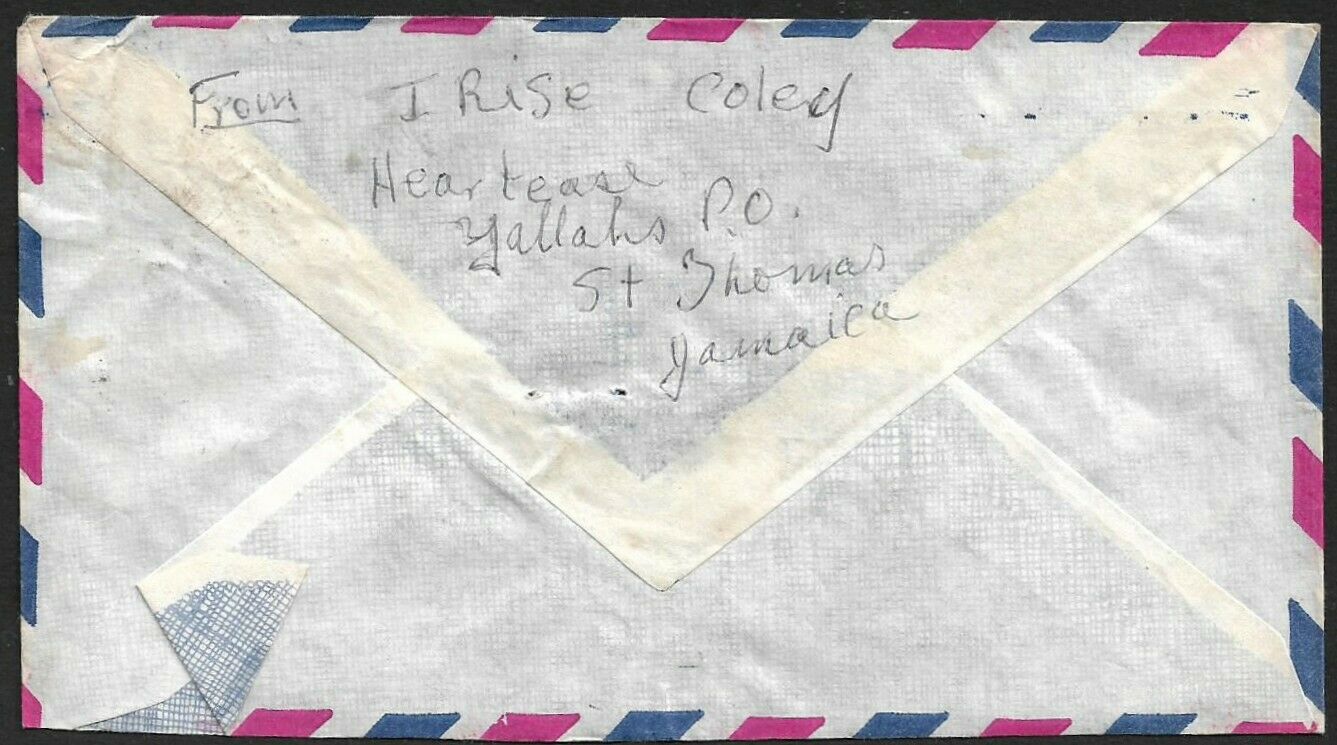 From I Rise Coley
Heartease
Yallahs P.O.
St Thomas
Jamaica